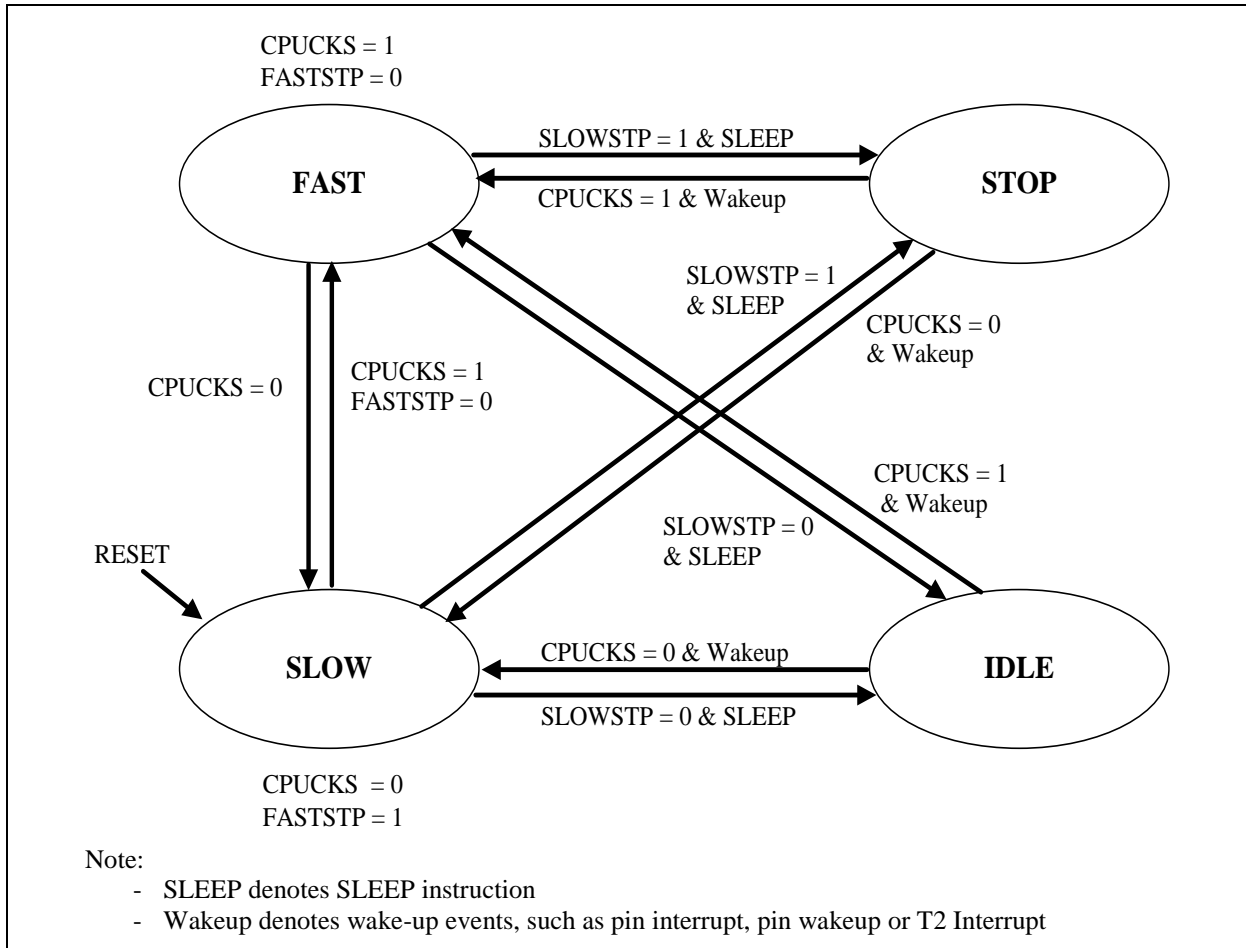 CPUCKS = 1
FASTSTP = 0
FAST
SLOWSTP = 1 & SLEEP
CPUCKS = 1 & Wakeup
STOP
SLOWSTP = 1
& SLEEP
CPUCKS = 0
& Wakeup
CPUCKS = 0
CPUCKS = 1
FASTSTP = 0
CPUCKS = 1
& Wakeup
SLOWSTP = 0
& SLEEP
RESET
SLOW
CPUCKS = 0 & Wakeup
SLOWSTP = 0 & SLEEP
IDLE
CPUCKS = 0
FASTSTP = 1
Note:
- SLEEP denotes SLEEP instruction
- Wakeup denotes wake-up events, such as pin interrupt, pin wakeup or T2 Interrupt